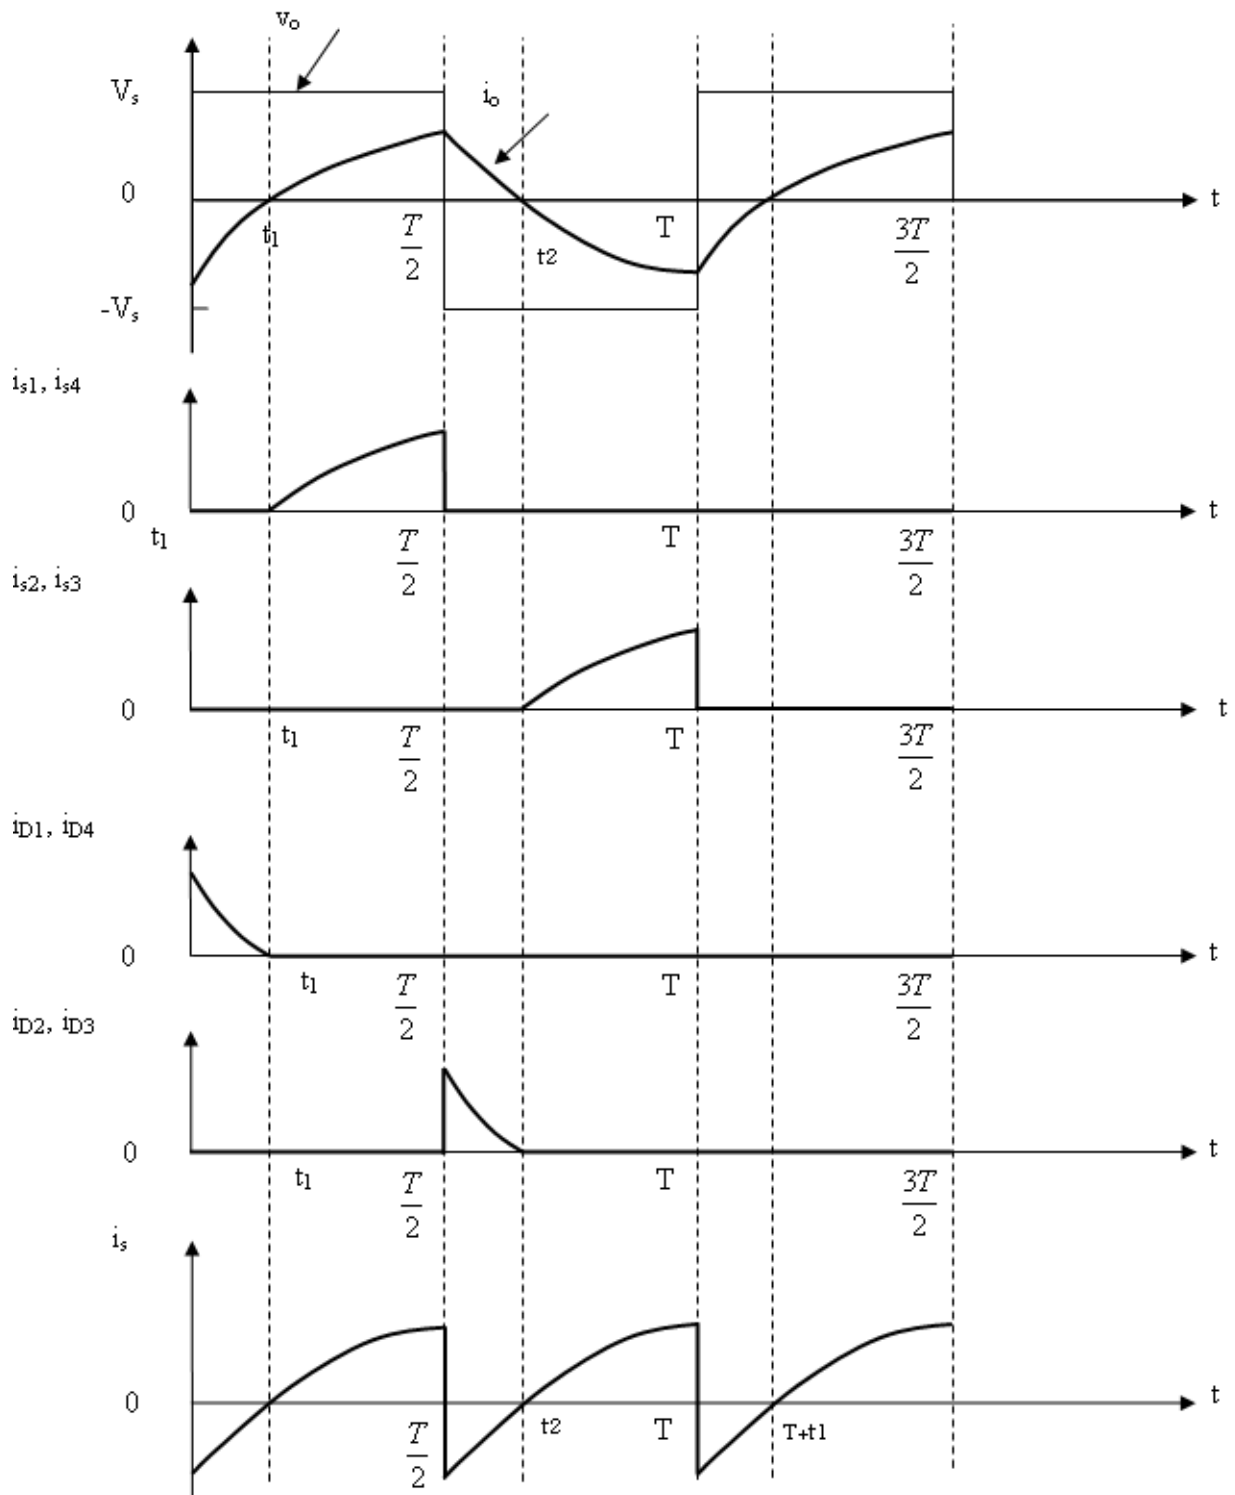 vo
Vs
io
0
t
t1
T/2
t2
T
3T/2
-Vs
is1, is4
0
t
t1
T/2
T
3T/2
is2, is3
0
t
t1
T/2
T
3T/2
iD1, iD4
0
t
t1
T/2
T
3T/2
iD2, iD3
0
t
t1
T/2
T
3T/2
is
0
t
T/2
t2
T
T+t1